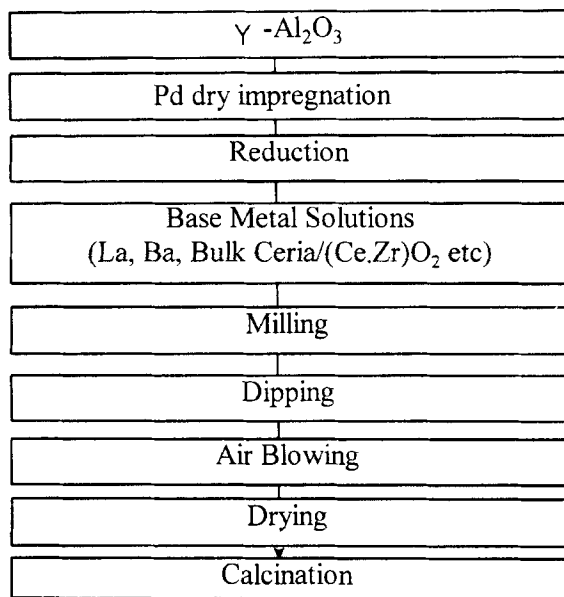 γ -Al₂O₃
Pd dry impregnation
Reduction
Base Metal Solutions
(La, Ba, Bulk Ceria/(Ce.Zr)O₂ etc)
Milling
Dipping
Air Blowing
Drying
Calcination